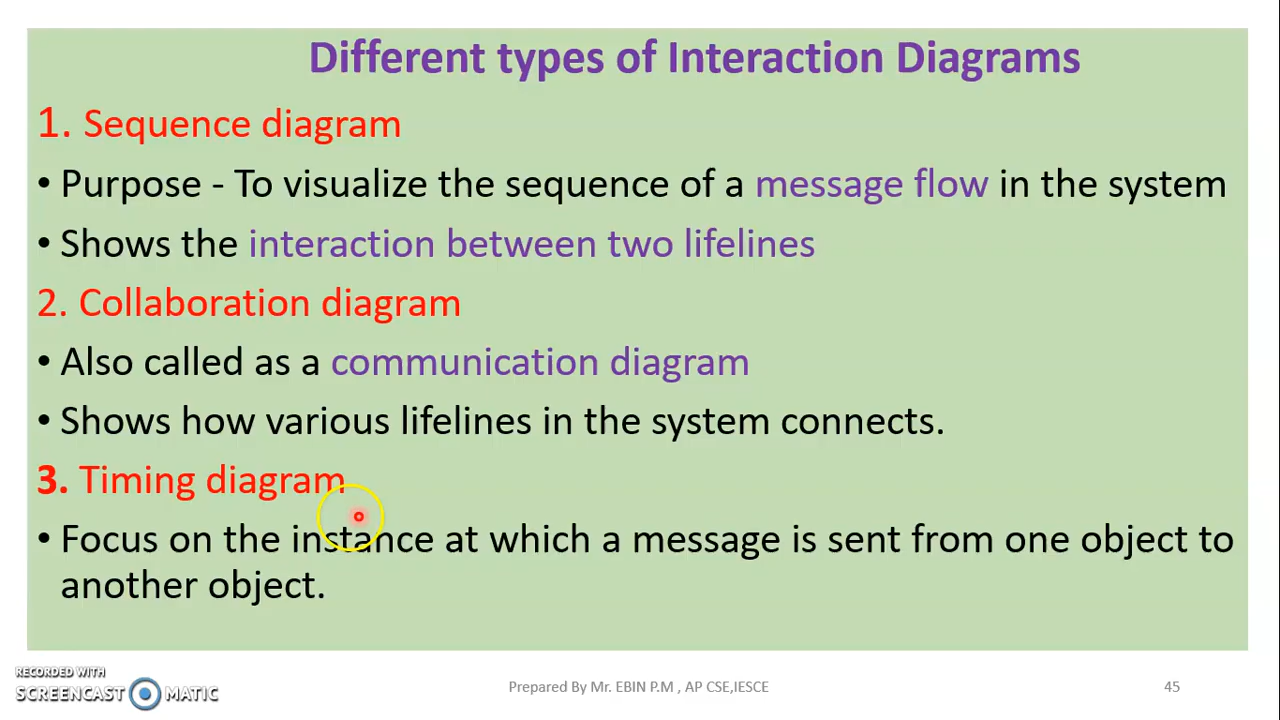 Different types of Interaction Diagrams
1. Sequence diagram
• Purpose - To visualize the sequence of a message flow in the system
• Shows the interaction between two lifelines
2. Collaboration diagram
• Also called as a communication diagram
• Shows how various lifelines in the system connects.
3. Timing diagram
• Focus on the instance at which a message is sent from one object to
another object.
RECORDED WITH
SCREENCAST MATIC
Prepared By Mr. EBIN P.M , AP CSE,IESCE
45